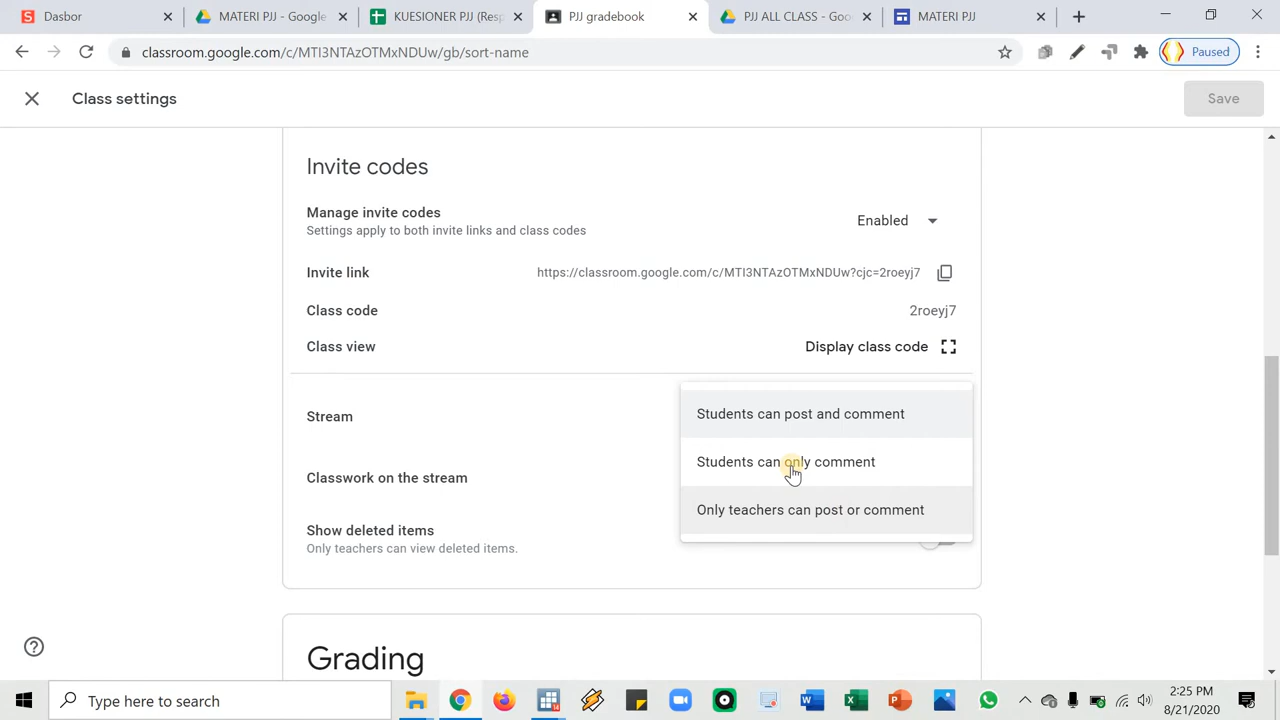 Dasbor
MATERI PJJ - Google
KUESIONER PJJ (Resp
PJJ gradebook
PJJ ALL CLASS - Goo
MATERI PJJ
classroom.google.com/c/MTI3NTAzOTMxNDUw/gb/sort-name
Paused
Class settings
Save
Invite codes
Manage invite codes
Settings apply to both invite links and class codes
Enabled
Invite link
https://classroom.google.com/c/MTI3NTAzOTMxNDUw?cjc=2roeyj7
Class code
2roeyj7
Class view
Display class code
Stream
Students can post and comment
Students can only comment
Classwork on the stream
Only teachers can post or comment
Show deleted items
Only teachers can view deleted items.
Grading
Type here to search
2:25 PM
8/21/2020